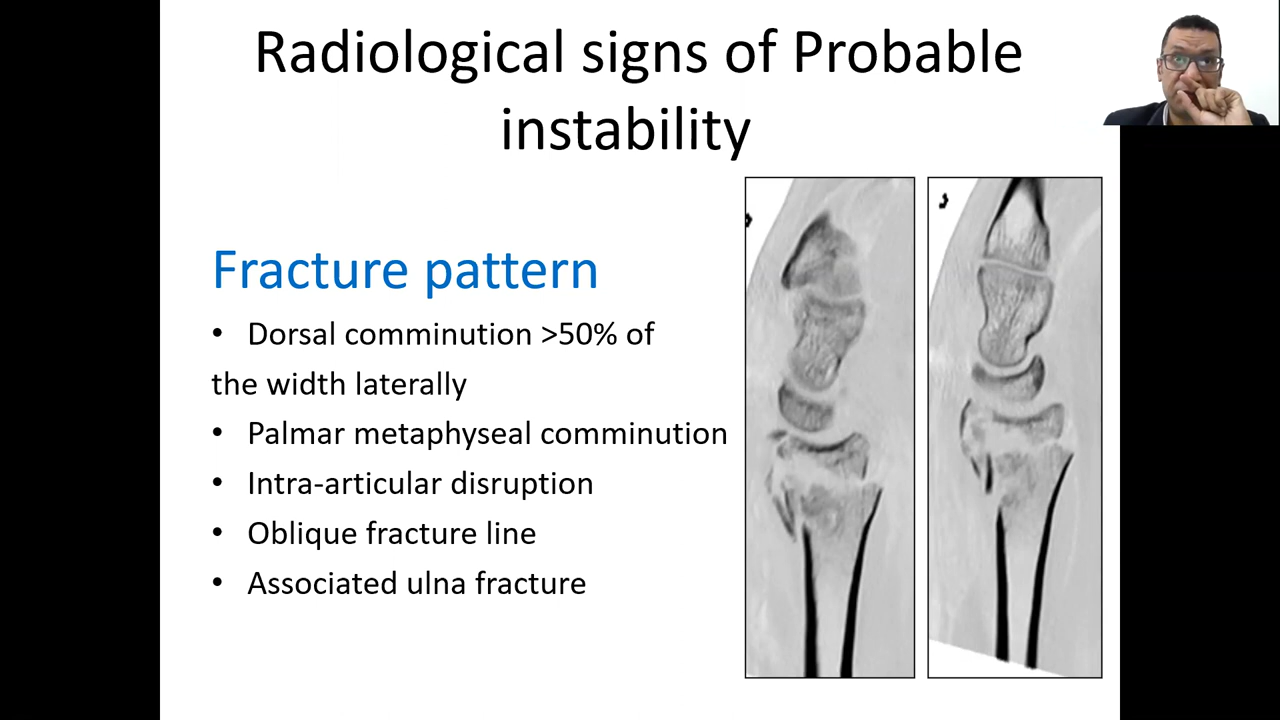 Radiological signs of Probable
instability
Fracture pattern
• Dorsal comminution >50% of
the width laterally
• Palmar metaphyseal comminution
• Intra-articular disruption
• Oblique fracture line
• Associated ulna fracture